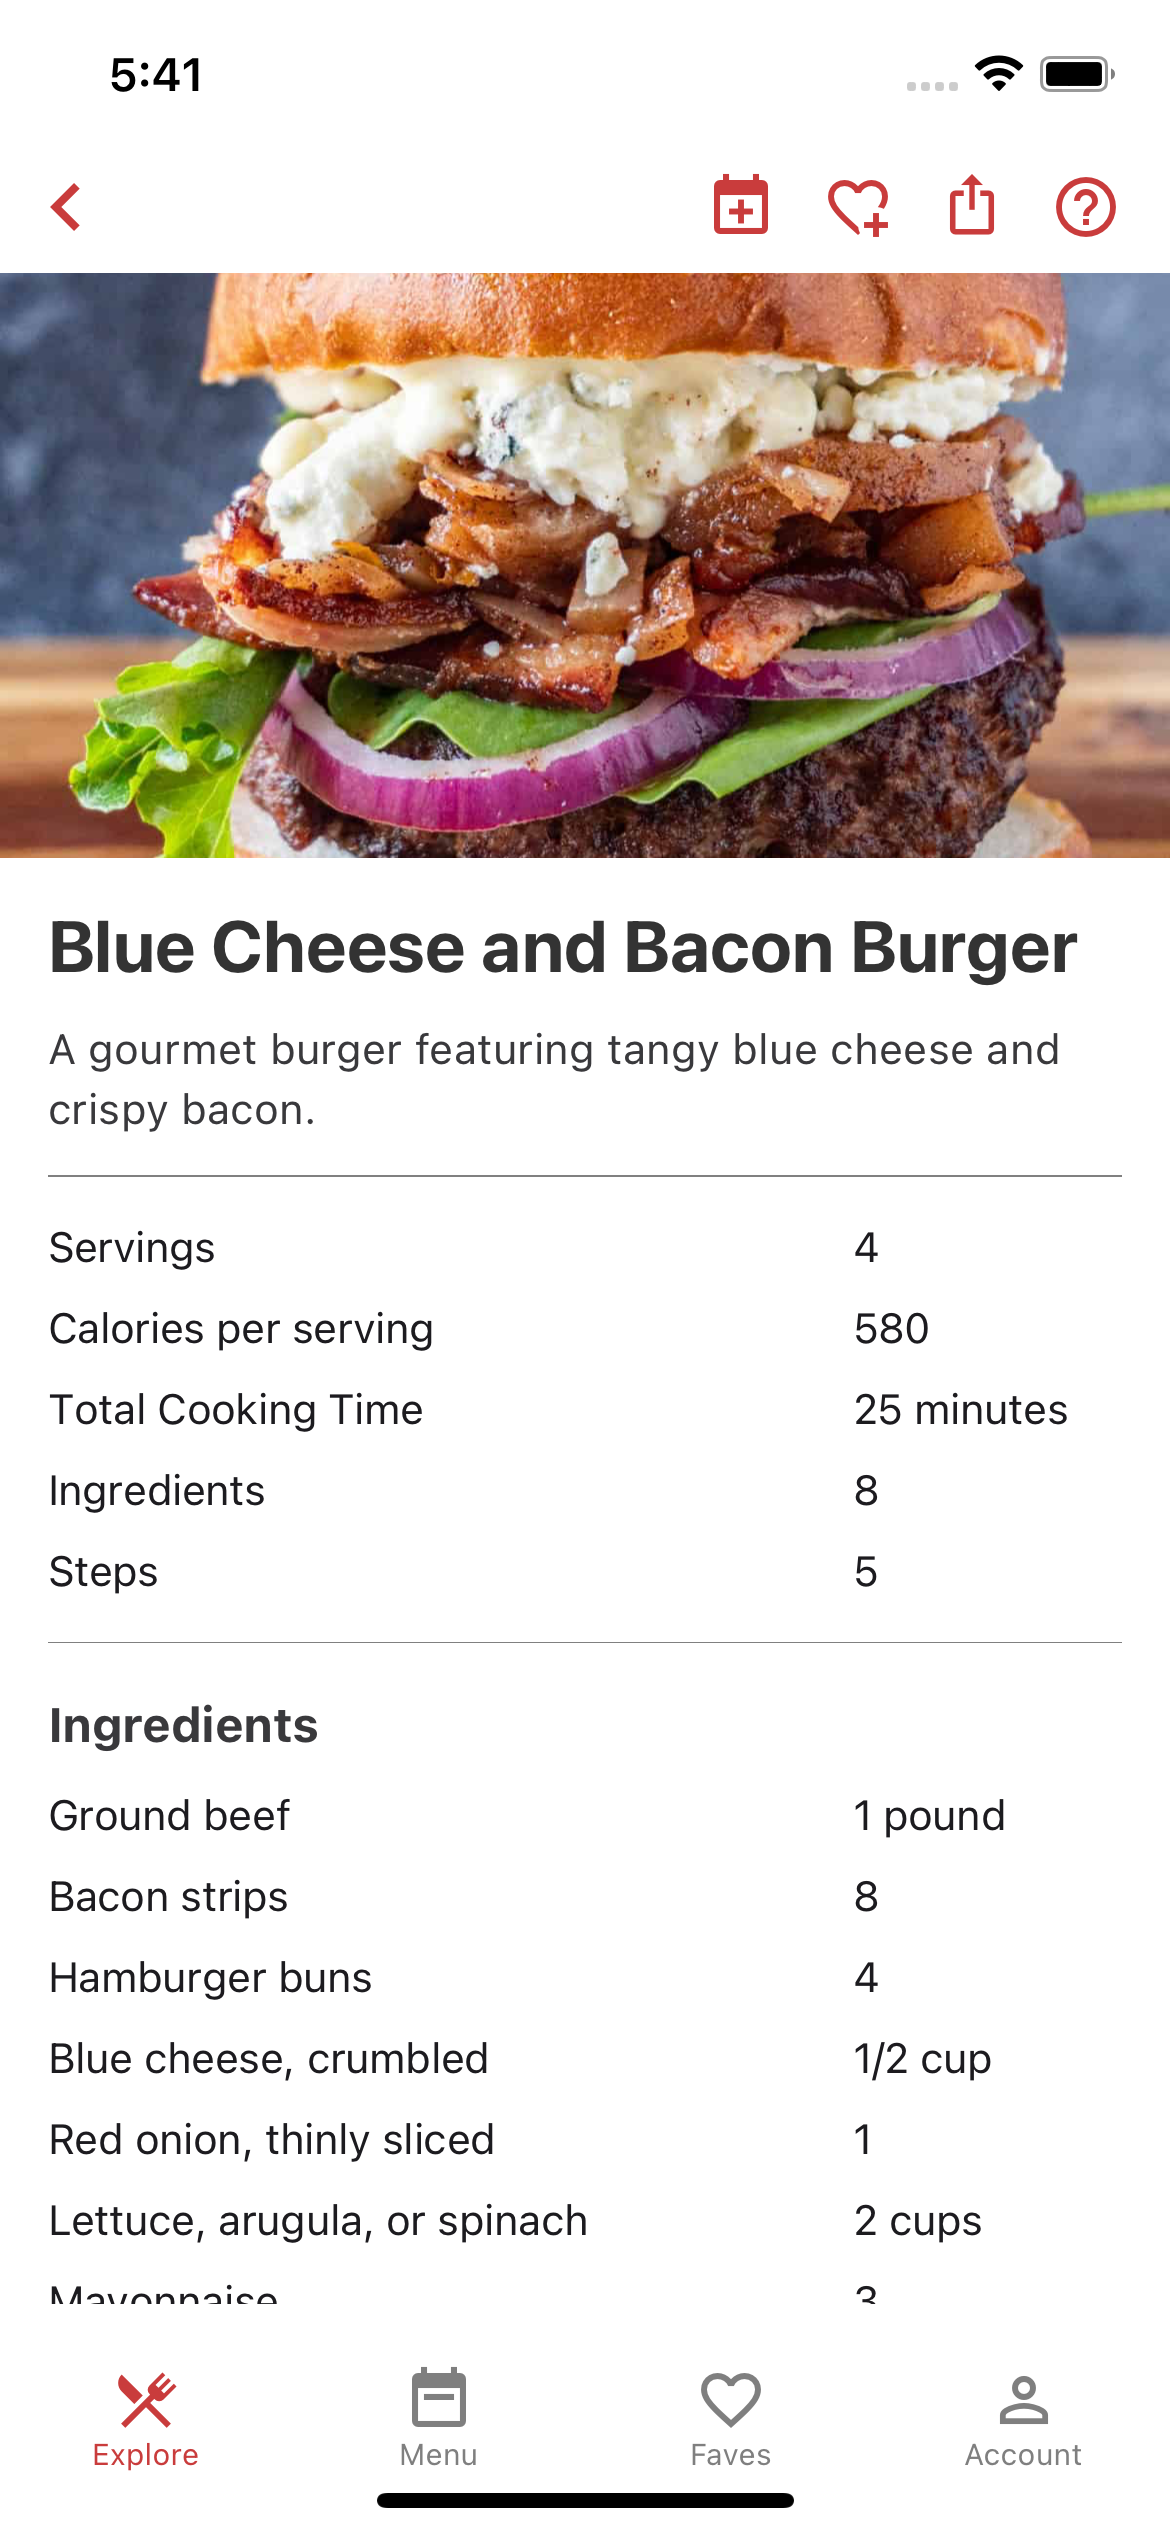 5:41
Blue Cheese and Bacon Burger
A gourmet burger featuring tangy blue cheese and
crispy bacon.
Servings 4
Calories per serving 580
Total Cooking Time 25 minutes
Ingredients 8
Steps 5
Ingredients
Ground beef 1 pound
Bacon strips 8
Hamburger buns 4
Blue cheese, crumbled 1/2 cup
Red onion, thinly sliced 1
Lettuce, arugula, or spinach 2 cups
Mayonnaise 3
Explore Menu Faves Account